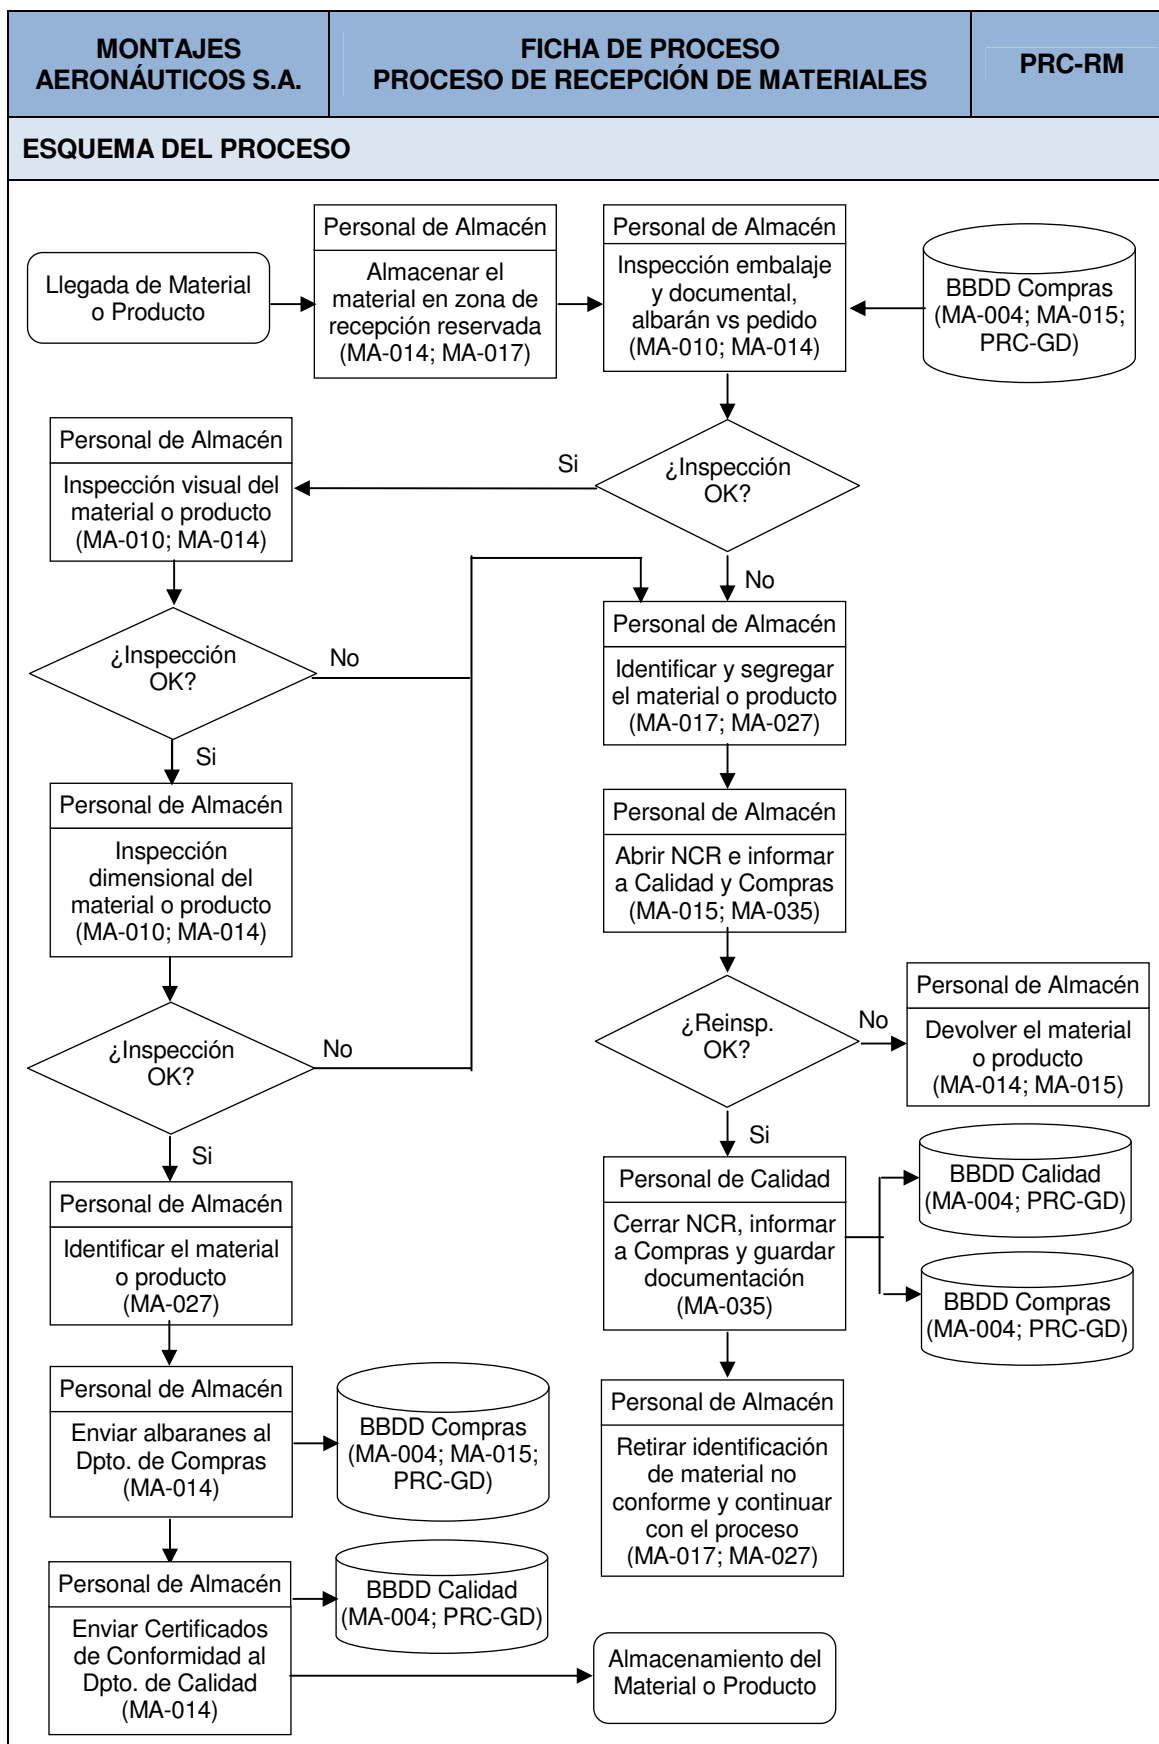 MONTAJES
AERONÁUTICOS S.A.
FICHA DE PROCESO
PROCESO DE RECEPCIÓN DE MATERIALES
PRC-RM
ESQUEMA DEL PROCESO
Llegada de Material
o Producto
Personal de Almacén
Almacenar el
material en zona de
recepción reservada
(MA-014; MA-017)
Personal de Almacén
Inspección embalaje
y documental,
albarán vs pedido
(MA-010; MA-014)
BBDD Compras
(MA-004; MA-015;
PRC-GD)
¿Inspección
OK?
Si
No
Personal de Almacén
Inspección visual del
material o producto
(MA-010; MA-014)
¿Inspección
OK?
No
Si
Personal de Almacén
Identificar y segregar
el material o producto
(MA-017; MA-027)
Personal de Almacén
Inspección
dimensional del
material o producto
(MA-010; MA-014)
Personal de Almacén
Abrir NCR e informar
a Calidad y Compras
(MA-015; MA-035)
¿Inspección
OK?
No
Si
¿Reinsp.
OK?
No
Si
Personal de Almacén
Devolver el material
o producto
(MA-014; MA-015)
Personal de Almacén
Identificar el material
o producto
(MA-027)
Personal de Calidad
Cerrar NCR, informar
a Compras y guardar
documentación
(MA-035)
BBDD Calidad
(MA-004; PRC-GD)
BBDD Compras
(MA-004; PRC-GD)
Personal de Almacén
Enviar albaranes al
Dpto. de Compras
(MA-014)
BBDD Compras
(MA-004; MA-015;
PRC-GD)
Personal de Almacén
Retirar identificación
de material no
conforme y continuar
con el proceso
(MA-017; MA-027)
Personal de Almacén
Enviar Certificados
de Conformidad al
Dpto. de Calidad
(MA-014)
BBDD Calidad
(MA-004; PRC-GD)
Almacenamiento del
Material o Producto